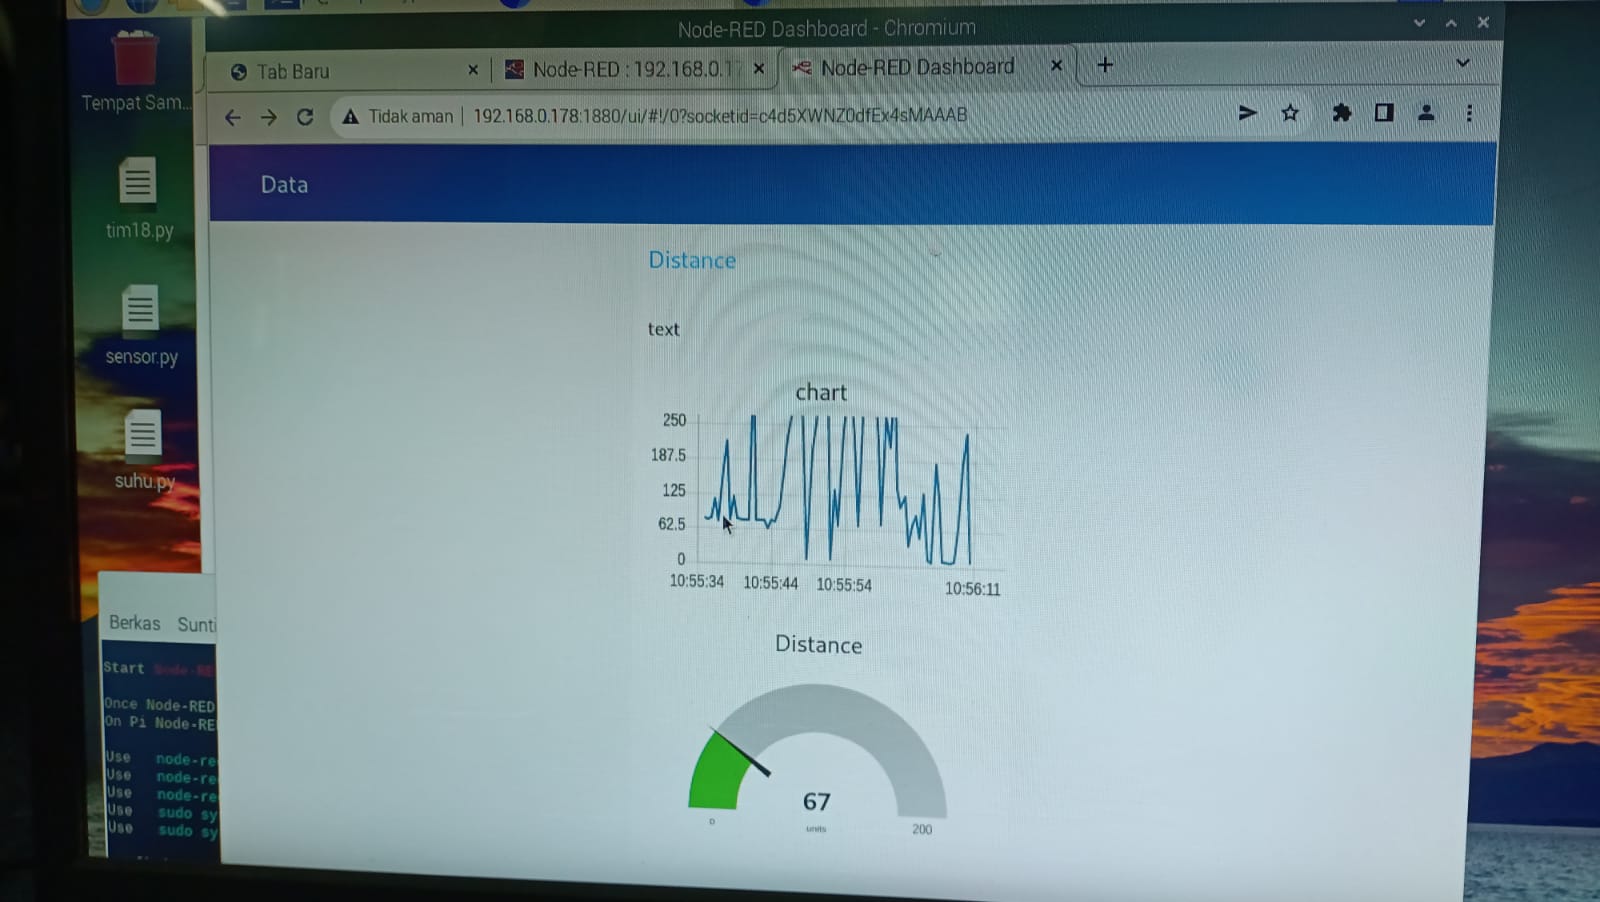 Node-RED Dashboard - Chromium
Tab Baru
Node-RED : 192.168.0.17
Node-RED Dashboard
Tidak aman
192.168.0.178:1880/ui/#!/0?socketid=c4d5XWNZ0dfEx4sMAAAB
Tempat Sam...
tim18.py
sensor.py
suhu.py
Data
Distance
text
chart
250
187.5
125
62.5
0
10:55:34 10:55:44 10:55:54 10:56:11
Distance
67
units
0
200
Berkas Sunti
Start Node-RE
Once Node-RED
On Pi Node-RE
Use node-re
Use node-re
Use node-re
Use sudo sy
Use sudo sy